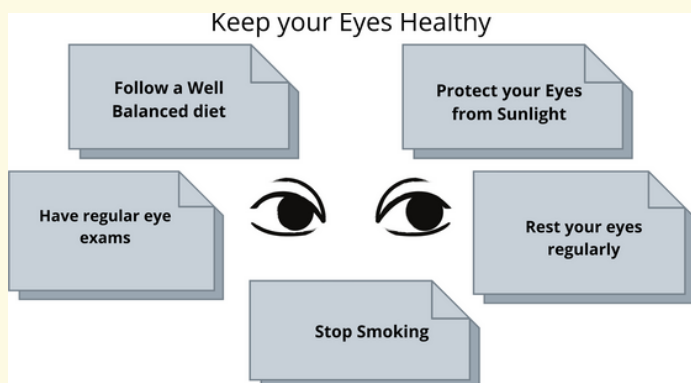 Keep your Eyes Healthy
Follow a Well
Balanced diet
Protect your Eyes
from Sunlight
Have regular eye
exams
Rest your eyes
regularly
Stop Smoking